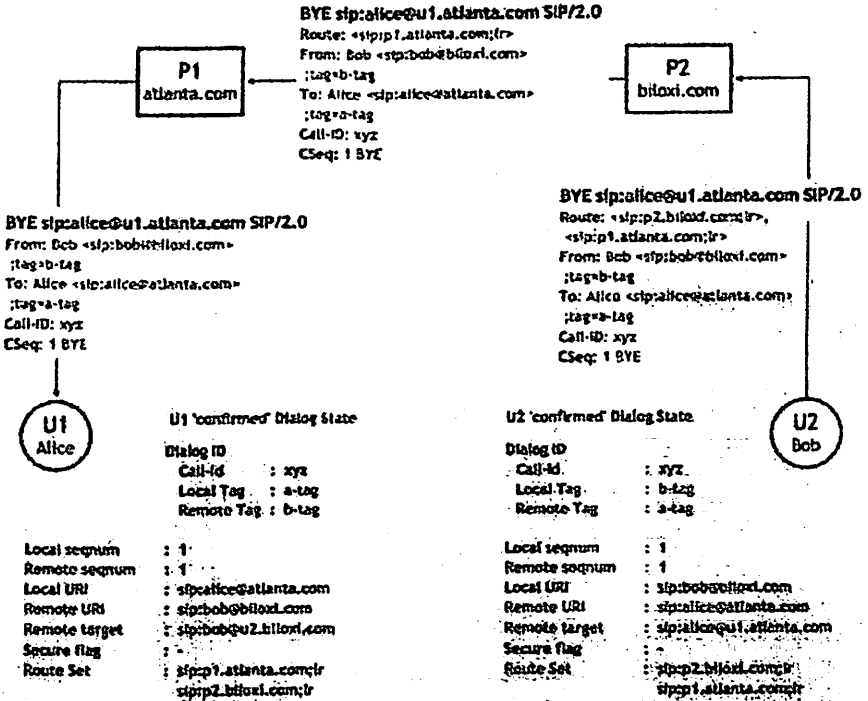 BYE sip:alice@u1.atlanta.com SIP/2.0
Route: <sip:p1.atlanta.com;lr>
From: Bob <sip:bob@biloxi.com>
;tag=b-tag
To: Alice <sip:alice@atlanta.com>
;tag=a-tag
Call-ID: xyz
CSeq: 1 BYE
P1
atlanta.com
P2
biloxi.com
BYE sip:alice@u1.atlanta.com SIP/2.0
From: Bob <sip:bob@biloxi.com>
;tag=b-tag
To: Alice <sip:alice@atlanta.com>
;tag=a-tag
Call-ID: xyz
CSeq: 1 BYE
BYE sip:alice@u1.atlanta.com SIP/2.0
Route: <sip:p2.biloxi.com;lr>,
<sip:p1.atlanta.com;lr>
From: Bob <sip:bob@biloxi.com>
;tag=b-tag
To: Alice <sip:alice@atlanta.com>
;tag=a-tag
Call-ID: xyz
CSeq: 1 BYE
U1
Alice
U2
Bob
U1 'confirmed' Dialog State
Dialog ID
Call-Id : xyz
Local Tag : a-tag
Remote Tag : b-tag
Local seqnum : 1
Remote seqnum : 1
Local URI : sip:alice@atlanta.com
Remote URI : sip:bob@biloxi.com
Remote target : sip:bob@u2.biloxi.com
Secure flag : -
Route Set : sip:p1.atlanta.com;lr
sip:p2.biloxi.com;lr
U2 'confirmed' Dialog State
Dialog ID
Call-Id : xyz
Local Tag : b-tag
Remote Tag : a-tag
Local seqnum : 1
Remote seqnum : 1
Local URI : sip:bob@biloxi.com
Remote URI : sip:alice@atlanta.com
Remote target : sip:alice@u1.atlanta.com
Secure flag : -
Route Set : sip:p2.biloxi.com;lr
sip:p1.atlanta.com;lr